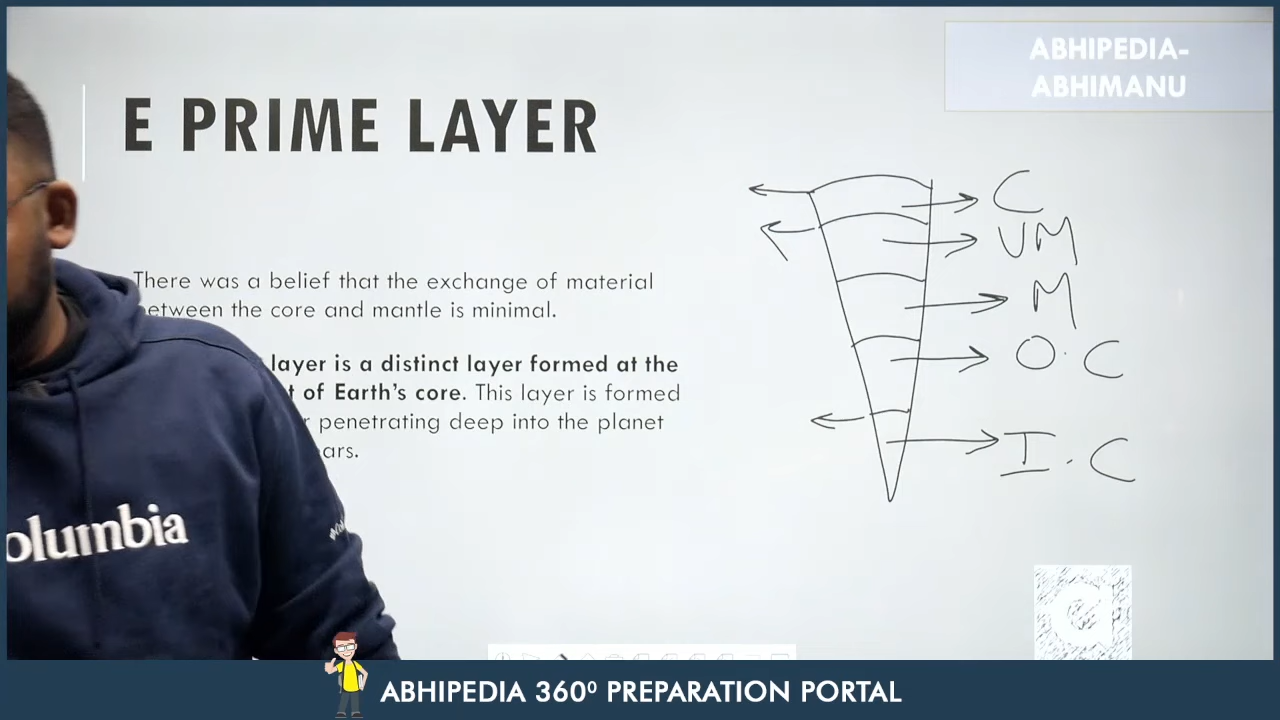 ABHIPEDIA-
ABHIMANU
E PRIME LAYER
There was a belief that the exchange of material
between the core and mantle is minimal.
layer is a distinct layer formed at the
of Earth's core. This layer is formed
penetrating deep into the planet
C
UM
M
O.C
I.C
olumbia
ABHIPEDIA 360⁰ PREPARATION PORTAL